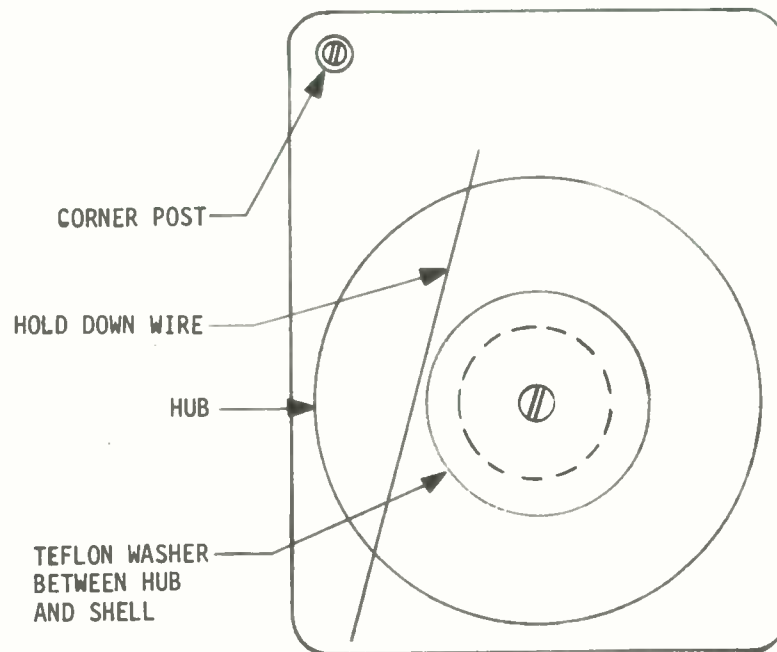 CORNER POST
HOLD DOWN WIRE
HUB
TEFLON WASHER
BETWEEN HUB
AND SHELL